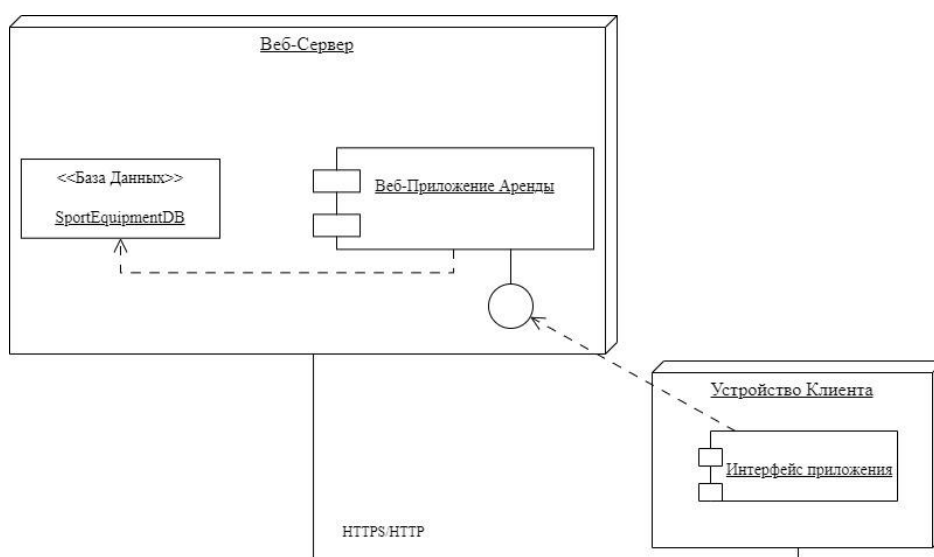 Веб-Сервер
<<База Данных>>
SportEquipmentDB
Веб-Приложение Аренды
Устройство Клиента
Интерфейс приложения
HTTPS/HTTP